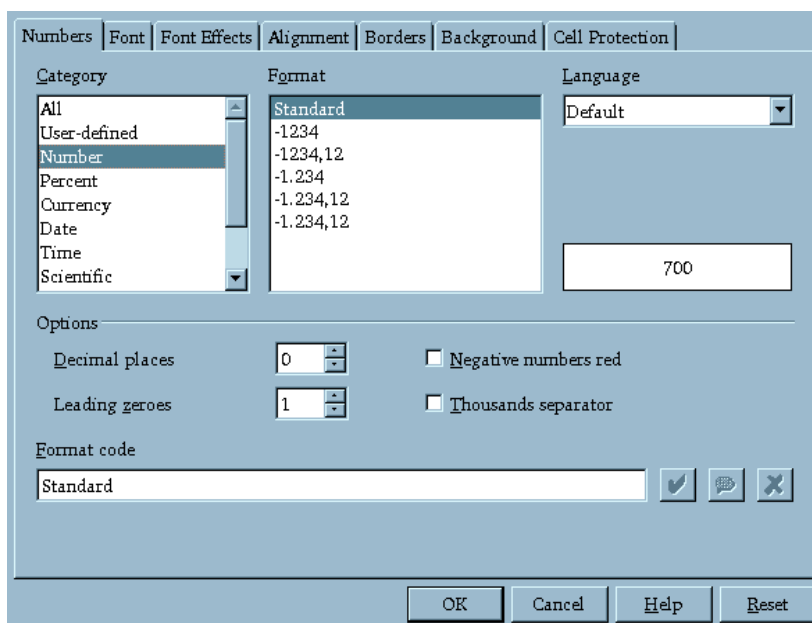 Numbers Font Font Effects Alignment Borders Background Cell Protection
Category Format Language
All
User-defined
Number
Percent
Currency
Date
Time
Scientific
Standard
-1234
-1234,12
-1.234
-1.234,12
-1.234,12
Default
700
Options
Decimal places 0 Negative numbers red
Leading zeroes 1 Thousands separator
Format code
Standard
OK Cancel Help Reset